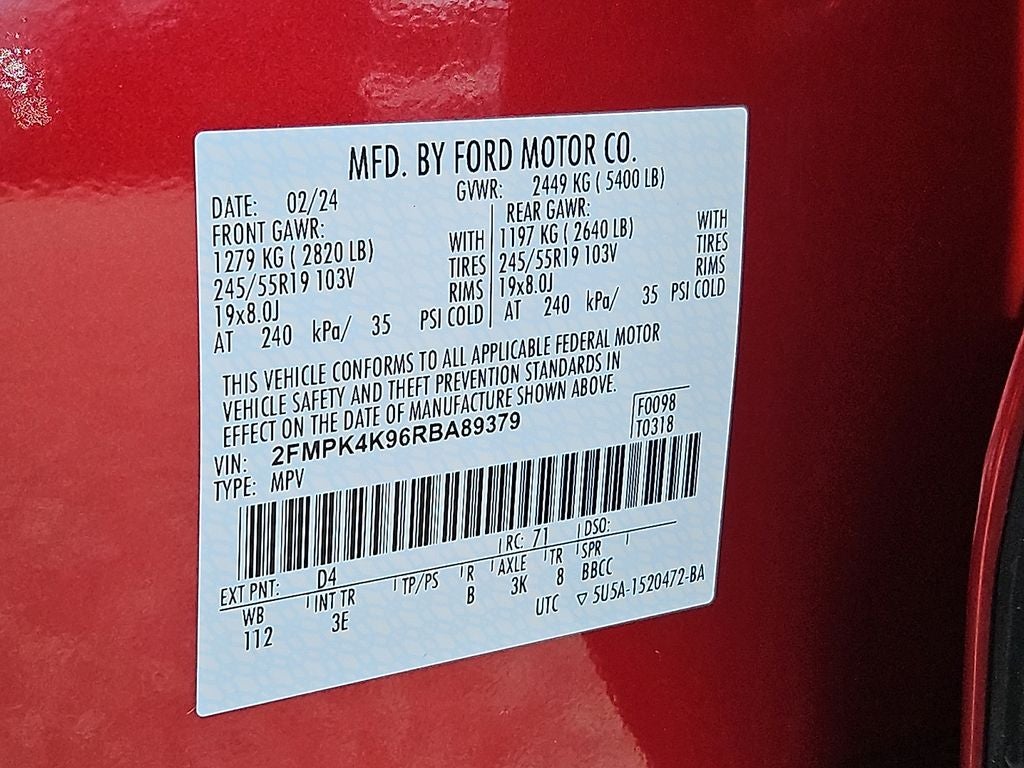 MFD. BY FORD MOTOR CO.
DATE: 02/24 GVWR: 2449 KG ( 5400 LB)
FRONT GAWR: REAR GAWR:
1279 KG ( 2820 LB) WITH 1197 KG ( 2640 LB) WITH
245/55R19 103V TIRES 245/55R19 103V TIRES
19x8.0J RIMS 19x8.0J RIMS
AT 240 kPa/ 35 PSI COLD AT 240 kPa/ 35 PSI COLD
THIS VEHICLE CONFORMS TO ALL APPLICABLE FEDERAL MOTOR
VEHICLE SAFETY AND THEFT PREVENTION STANDARDS IN
EFFECT ON THE DATE OF MANUFACTURE SHOWN ABOVE.
VIN: 2FMPK4K96RBA89379 F0098
TYPE: MPV T0318
EXT PNT: D4 RC: 71 DSO:
WB INT TR TP/PS R AXLE TR SPR
112 3E B 3K 8 BBCC
UTC ▽ 5U5A-1520472-BA